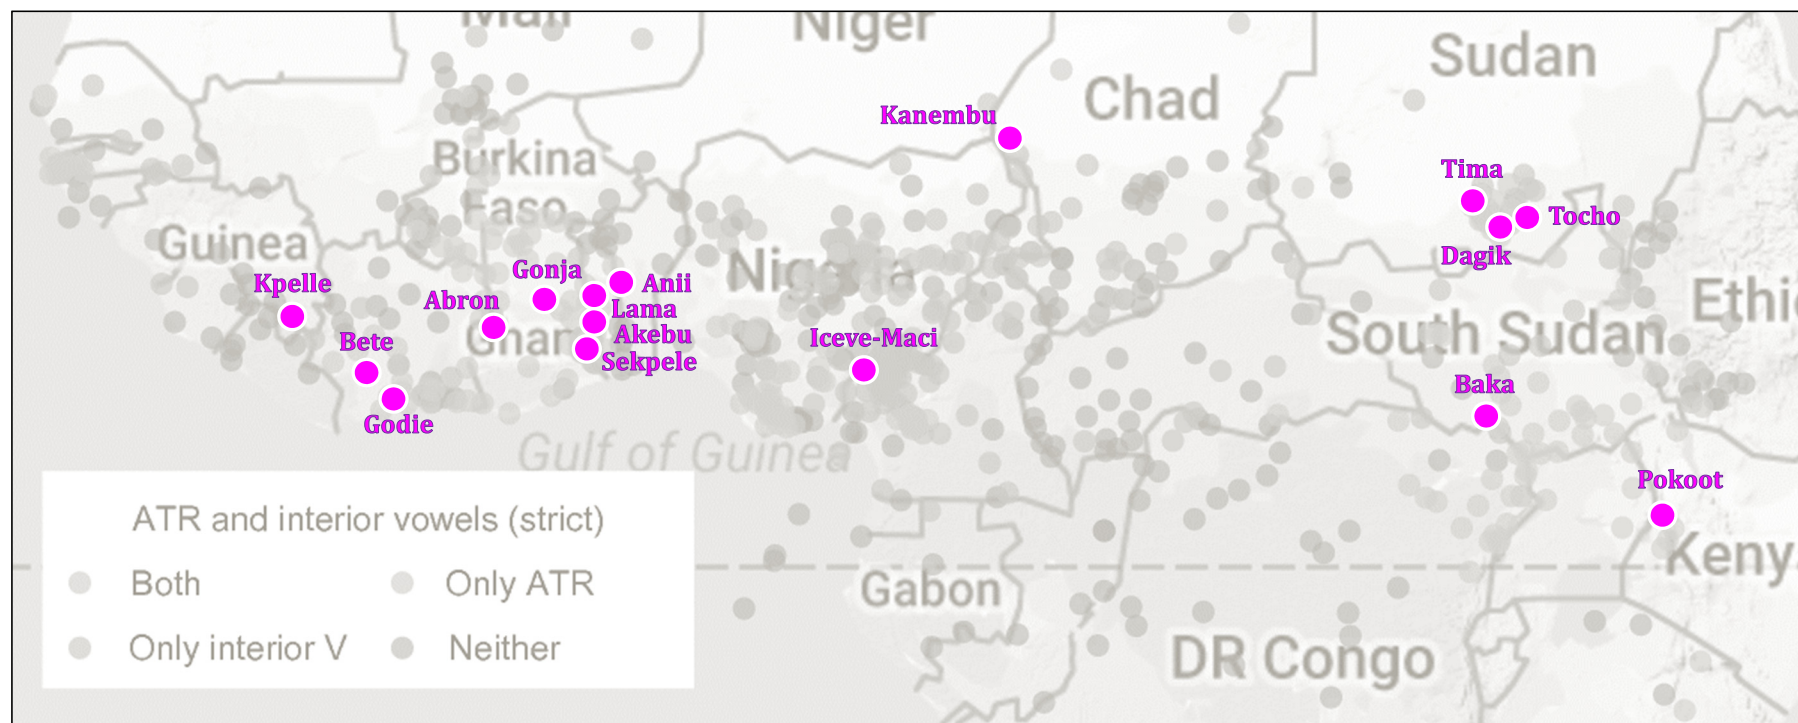 Mali
Niger
Sudan
Chad
Kanembu
Burkina
Faso
Tima
Tocho
Dagik
Guinea
Kpelle
Gonja
Anii
Nigeria
Abron
Lama
Ghan
Akebu
Sekpele
Bete
Godie
Iceve-Maci
South Sudan
Ethi
Baka
Gulf of Guinea
Pokoot
Keny
Gabon
DR Congo
ATR and interior vowels (strict)
Both
Only ATR
Only interior V
Neither